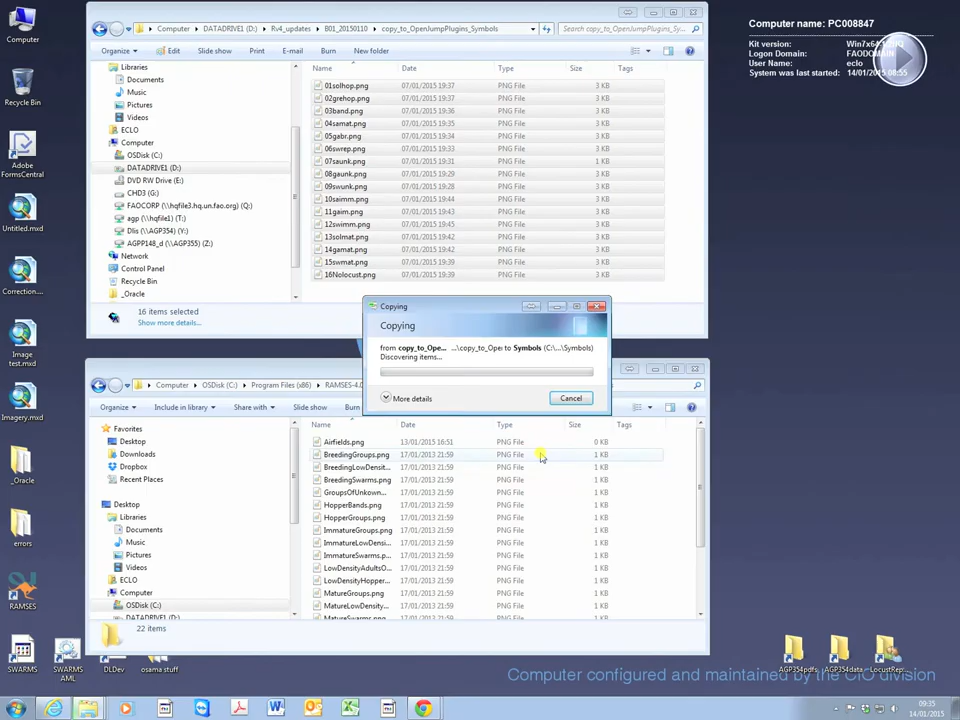 Computer
Recycle Bin
Adobe
FormsCentral
Untitled.mxd
Correction....
Image
test.mxd
Imagery.mxd
_Oracle
errors
RAMSES
SWARMS
SWARMS
AML
DLDev
osama stuff
Computer name: PC008847
Kit version:
Logon Domain: FAODOMAIN
User Name: eclo
System was last started: 14/01/2015 08:55
Computer DATADRIVE1 (D:) Rv4_updates B01_20150110 copy_to_OpenJumpPlugins_Symbols
Search copy_to_OpenJumpPlugins_Sym...
Organize Edit Slide show Print E-mail Burn New folder
Libraries
Documents
Music
Pictures
Videos
ECLO
Computer
OSDisk (C:)
DATADRIVE1 (D:)
DVD RW Drive (E:)
CHD3 (G:)
FAOCORP (\\hqfile3.hq.un.fao.org) (Q:)
agp (\\hqfile1) (T:)
Dlis (\\AGP354) (Y:)
AGP148_d (\\AGP353) (Z:)
Network
Control Panel
Recycle Bin
_Oracle
Name Date Type Size Tags
01solhop.png 07/01/2015 19:37 PNG File 3 KB
02grehop.png 07/01/2015 19:37 PNG File 3 KB
03band.png 07/01/2015 19:36 PNG File 3 KB
04samat.png 07/01/2015 19:35 PNG File 3 KB
05gabr.png 07/01/2015 19:34 PNG File 3 KB
06swrep.png 07/01/2015 19:33 PNG File 3 KB
07saunk.png 07/01/2015 19:31 PNG File 1 KB
08gaunk.png 07/01/2015 19:29 PNG File 3 KB
09swunk.png 07/01/2015 19:28 PNG File 3 KB
10saimm.png 07/01/2015 19:44 PNG File 3 KB
11gaim.png 07/01/2015 19:43 PNG File 3 KB
12swimm.png 07/01/2015 19:43 PNG File 3 KB
13solmat.png 07/01/2015 19:42 PNG File 3 KB
14gamat.png 07/01/2015 19:40 PNG File 3 KB
15swmat.png 07/01/2015 19:39 PNG File 3 KB
16Nolocust.png 07/01/2015 19:39 PNG File 3 KB
16 items selected
Show more details...
Copying
Copying
from copy_to_Ope... ...\copy_to_Ope to Symbols (C:\...\Symbols)
Discovering items...
More details
Cancel
Computer OSDisk (C:) Program Files (x86) RAMSES-4.0
Organize Include in library Share with Slide show Burn
Favorites
Desktop
Downloads
Dropbox
Recent Places
Desktop
Libraries
Documents
Music
Pictures
Videos
ECLO
Computer
OSDisk (C:)
DATADRIVE1 (D:)
Name Date Type Size Tags
Airfields.png 13/01/2015 16:51 PNG File 0 KB
BreedingGroups.png 17/01/2013 21:59 PNG File 1 KB
BreedingLowDensit... 17/01/2013 21:59 PNG File 1 KB
BreedingSwarms.png 17/01/2013 21:59 PNG File 1 KB
GroupsOfUnkown... 17/01/2013 21:59 PNG File 1 KB
HopperBands.png 17/01/2013 21:59 PNG File 1 KB
HopperGroups.png 17/01/2013 21:59 PNG File 1 KB
ImmatureGroups.png 17/01/2013 21:59 PNG File 1 KB
ImmatureLowDensi... 17/01/2013 21:59 PNG File 1 KB
ImmatureSwarms.p... 17/01/2013 21:59 PNG File 1 KB
LowDensityAdultsO... 17/01/2013 21:59 PNG File 1 KB
LowDensityHopper... 17/01/2013 21:59 PNG File 1 KB
MatureGroups.png 17/01/2013 21:59 PNG File 1 KB
MatureLowDensity... 17/01/2013 21:59 PNG File 1 KB
MatureSwarms.png 17/01/2013 21:59 PNG File 1 KB
22 items
AGP354pdfs
AGP354data
LocustRep...
Computer configured and maintained by the CIO division
09:35
14/01/2015